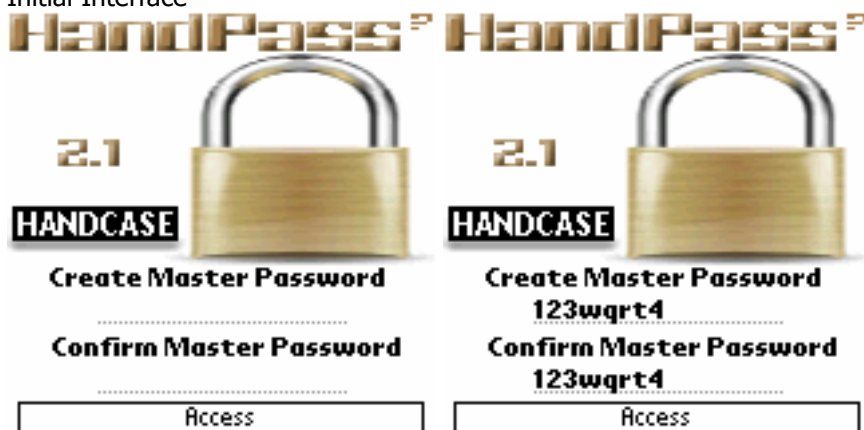 Initial Interface
HandPass
2.1
HANDCASE
Create Master Password
Confirm Master Password
Access
HandPass
2.1
HANDCASE
Create Master Password
123wqrt4
Confirm Master Password
123wqrt4
Access